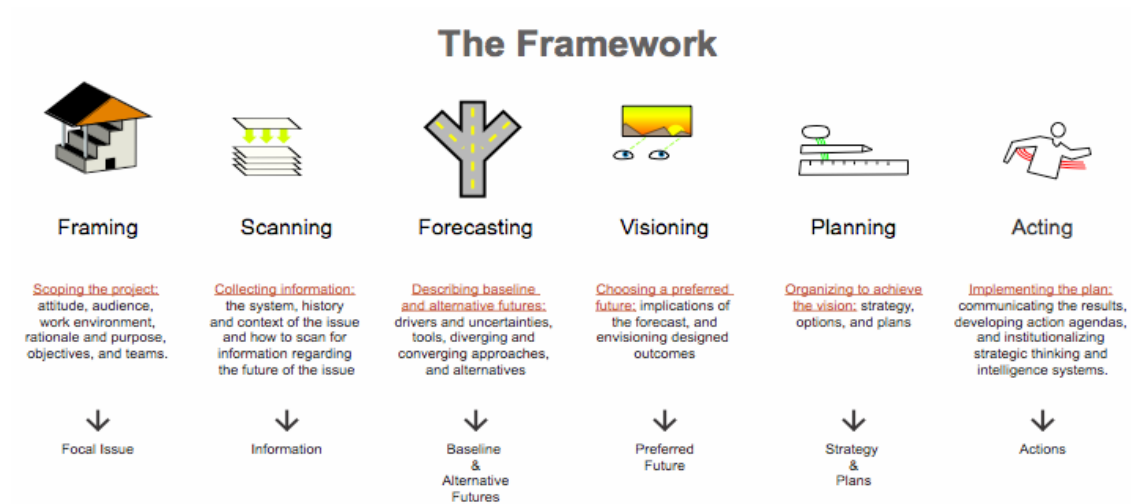 The Framework
Framing
Scanning
Forecasting
Visioning
Planning
Acting
Scoping the project:
attitude, audience,
work environment,
rationale and purpose,
objectives, and teams.
Collecting information:
the system, history
and context of the issue
and how to scan for
information regarding
the future of the issue
Describing baseline
and alternative futures:
drivers and uncertainties,
tools, diverging and
converging approaches,
and alternatives
Choosing a preferred
future: implications of
the forecast, and
envisioning designed
outcomes
Organizing to achieve
the vision: strategy,
options, and plans
Implementing the plan:
communicating the results,
developing action agendas,
and institutionalizing
strategic thinking and
intelligence systems.
Focal Issue
Information
Baseline
&
Alternative
Futures
Preferred
Future
Strategy
&
Plans
Actions